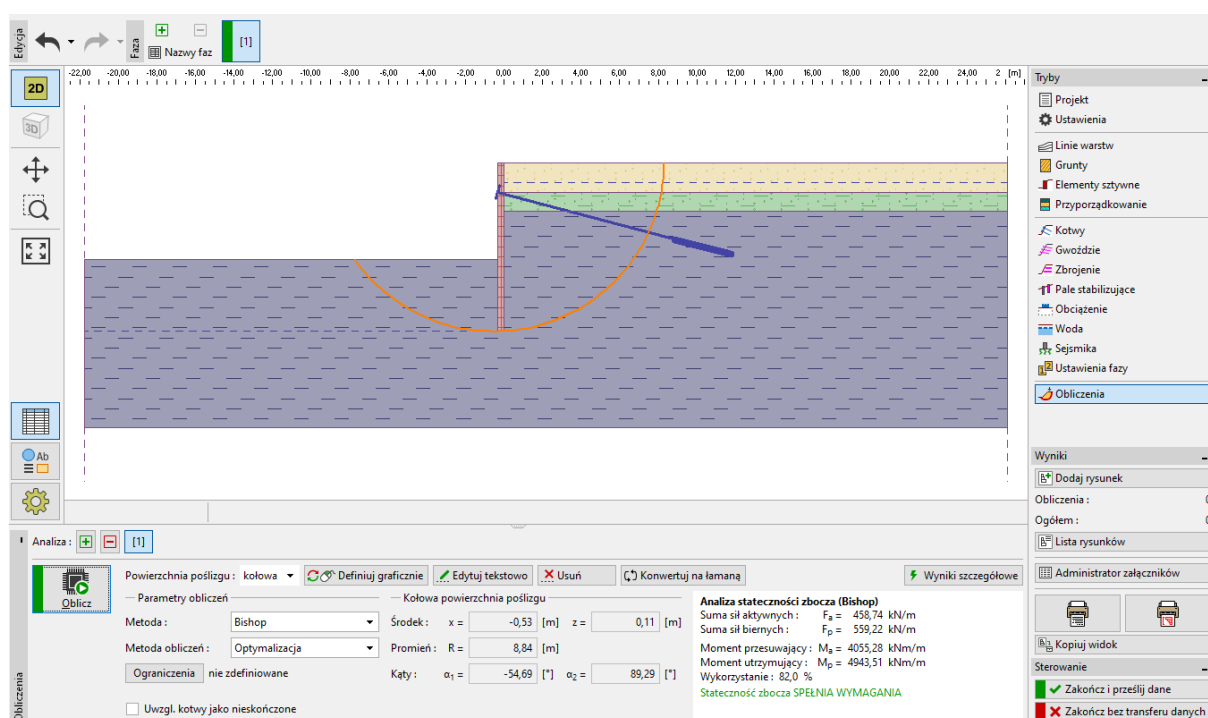 Edycja
Faza
Nazwy faz
[1]
-22,00 -20,00 -18,00 -16,00 -14,00 -12,00 -10,00 -8,00 -6,00 -4,00 -2,00 0,00 2,00 4,00 6,00 8,00 10,00 12,00 14,00 16,00 18,00 20,00 22,00 24,00 2 [m]
2D
3D
Ab
Tryby
Projekt
Ustawienia
Linie warstw
Grunty
Elementy sztywne
Przyporządkowanie
Kotwy
Gwoździe
Zbrojenie
Pale stabilizujące
Obciążenie
Woda
Sejsmika
Ustawienia fazy
Obliczenia
Wyniki
Dodaj rysunek
Obliczenia :
Ogółem :
Lista rysunków
Administrator załączników
Kopiuj widok
Sterowanie
Zakończ i prześlij dane
Zakończ bez transferu danych
Obliczenia
Analiza : [1]
Oblicz
Powierzchnia poślizgu : kołowa Definiuj graficznie Edytuj tekstowo Usuń Konwertuj na łamaną Wyniki szczegółowe
Parametry obliczeń
Metoda : Bishop
Metoda obliczeń : Optymalizacja
Ograniczenia nie zdefiniowane
Uwzgl. kotwy jako nieskończone
Kołowa powierzchnia poślizgu
Środek : x = -0,53 [m] z = 0,11 [m]
Promień : R = 8,84 [m]
Kąty : α1 = -54,69 [°] α2 = 89,29 [°]
Analiza stateczności zbocza (Bishop)
Suma sił aktywnych : Fa = 458,74 kN/m
Suma sił biernych : Fp = 559,22 kN/m
Moment przesuwający : Ma = 4055,28 kNm/m
Moment utrzymujący : Mp = 4943,51 kNm/m
Wykorzystanie : 82,0 %
Stateczność zbocza SPEŁNIA WYMAGANIA